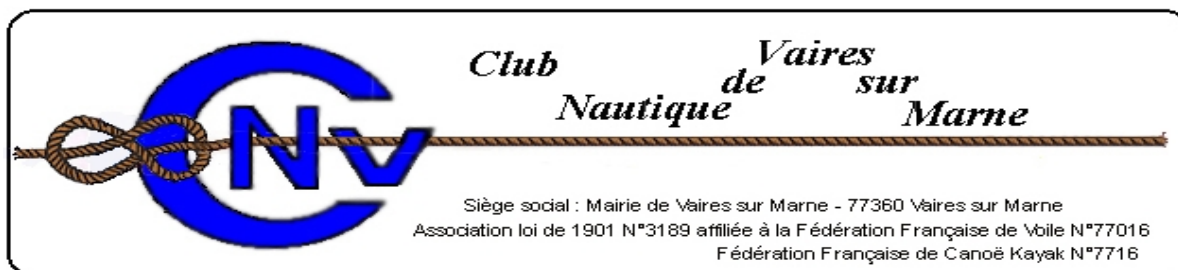 CNv
Club Nautique de Vaires sur Marne
Siège social : Mairie de Vaires sur Marne - 77360 Vaires sur Marne
Association loi de 1901 N°3189 affiliée à la Fédération Française de Voile N°77016
Fédération Française de Canoë Kayak N°7716